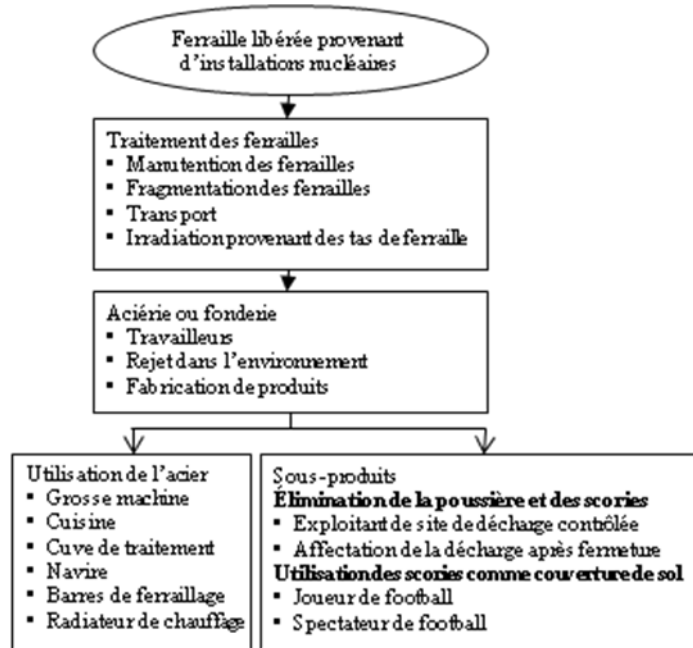 Ferraille libérée provenant
d'installations nucléaires
Traitement des ferrailles
▪ Manutention des ferrailles
▪ Fragmentation des ferrailles
▪ Transport
▪ Irradiation provenant des tas de ferraille
Aciérie ou fonderie
▪ Travailleurs
▪ Rejet dans l'environnement
▪ Fabrication de produits
Utilisation de l'acier
▪ Grosse machine
▪ Cuisine
▪ Cuve de traitement
▪ Navire
▪ Barres de ferraillage
▪ Radiateur de chauffage
Sous-produits
Élimination de la poussière et des scories
▪ Exploitant de site de décharge contrôlée
▪ Affectation de la décharge après fermeture
Utilisation des scories comme couverture de sol
▪ Joueur de football
▪ Spectateur de football